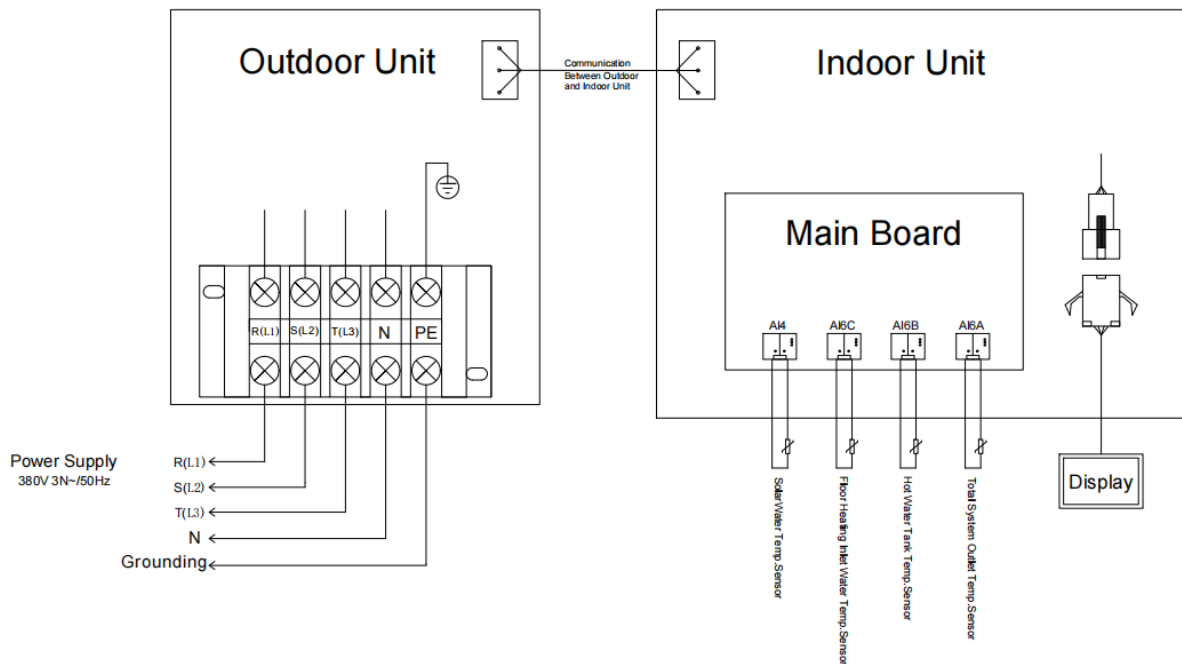 Outdoor Unit
Communication
Between Outdoor
and Indoor Unit
Indoor Unit
Main Board
AI4
AI6C
AI6B
AI6A
R(L1)
S(L2)
T(L3)
N
PE
Power Supply
380V 3N~/50Hz
R(L1)
S(L2)
T(L3)
N
Grounding
Solar Water Temp.Sensor
Floor Heating Inlet Water Temp.Sensor
Hot Water Tank Temp.Sensor
Total System Outlet Temp.Sensor
Display